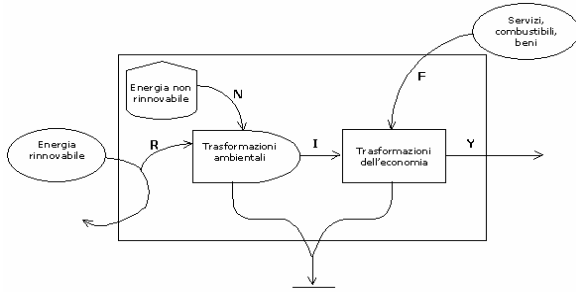 Servizi,
combustibili,
beni
F
Energia non
rinnovabile
N
Energia
rinnovabile
R
Trasformazioni
ambientali
I
Trasformazioni
dell'economia
Y